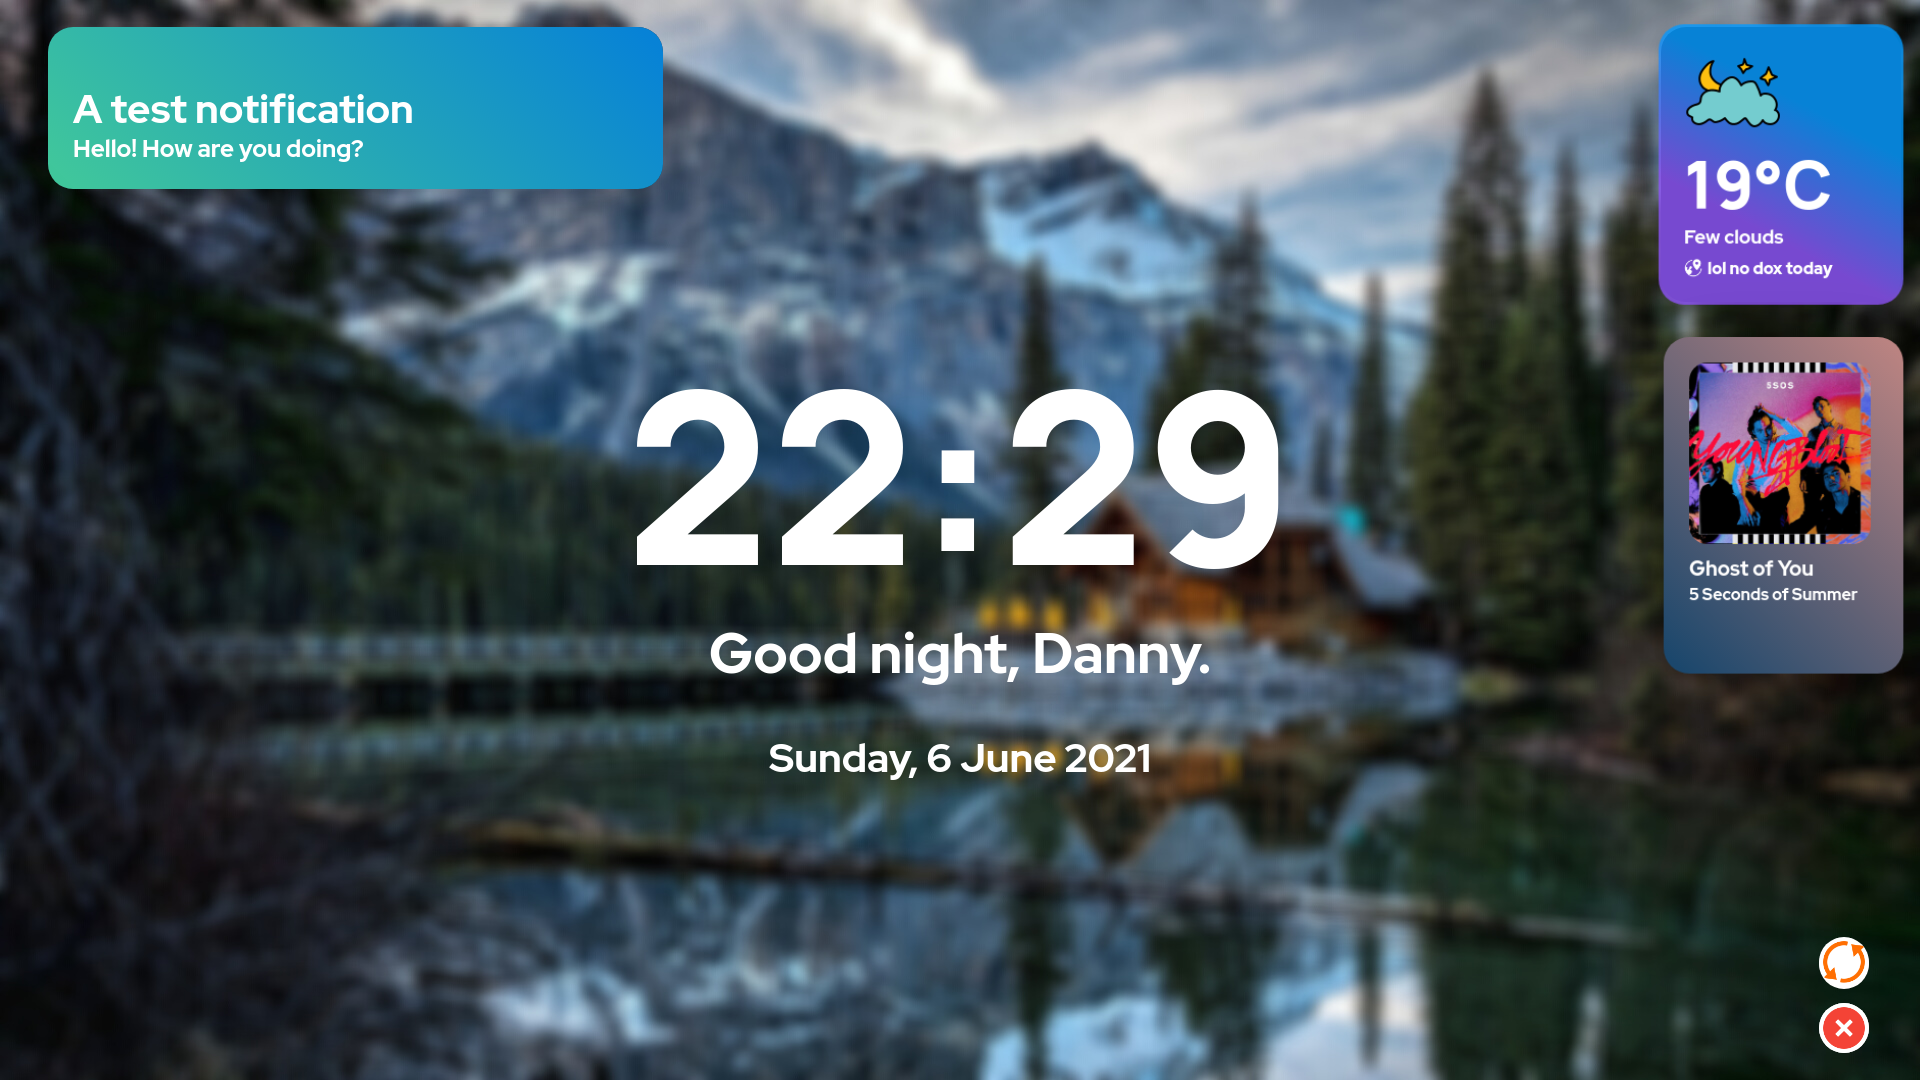 A test notification
Hello! How are you doing?
19°C
Few clouds
lol no dox today
5SOS
Youngblood
Ghost of You
5 Seconds of Summer
22:29
Good night, Danny.
Sunday, 6 June 2021